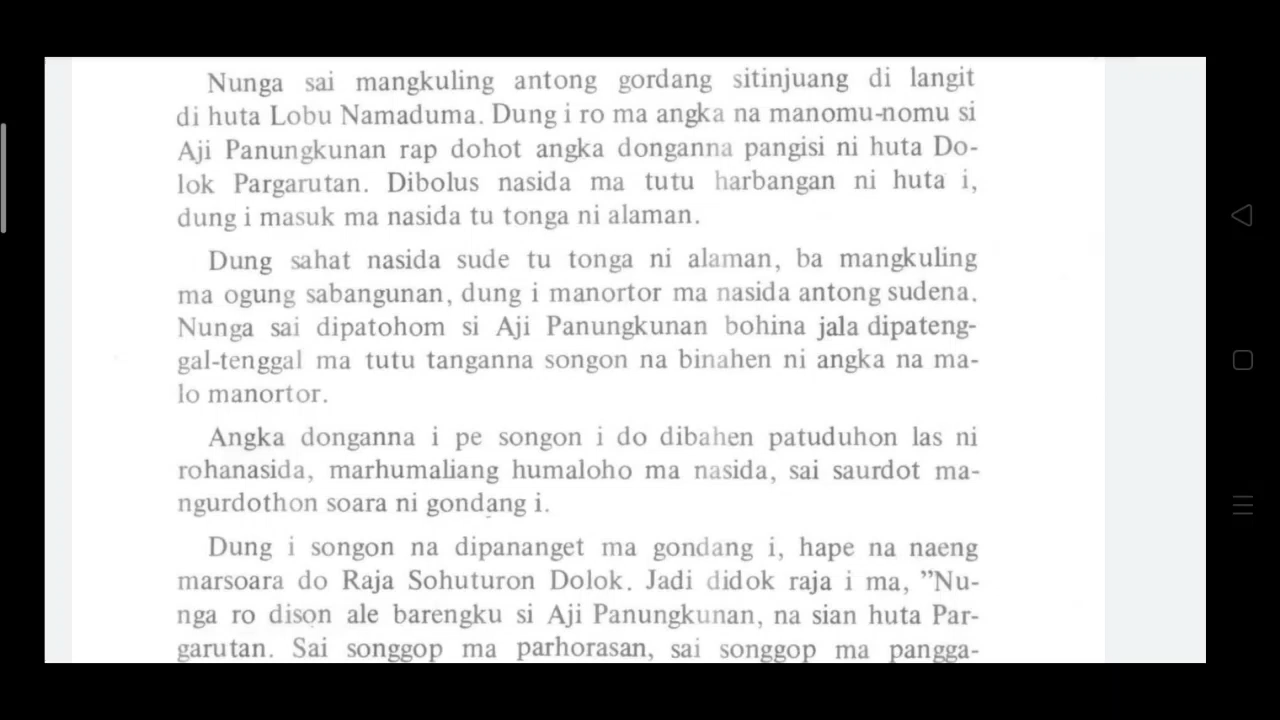 Nunga sai mangkuling antong gordang sitinjuang di langit
di huta Lobu Namaduma. Dung i ro ma angka na manomu-nomu si
Aji Panungkunan rap dohot angka donganna pangisi ni huta Do-
lok Pargarutan. Dibolus nasida ma tutu harbangan ni huta i,
dung i masuk ma nasida tu tonga ni alaman.
Dung sahat nasida sude tu tonga ni alaman, ba mangkuling
ma ogung sabangunan, dung i manortor ma nasida antong sudena.
Nunga sai dipatohom si Aji Panungkunan bohina jala dipateng-
gal-tenggal ma tutu tanganna songon na binahen ni angka na ma-
lo manortor.
Angka donganna i pe songon i do dibahen patuduhon las ni
rohanasida, marhumaliang humaloho ma nasida, sai saurdot ma-
ngurdothon soara ni gondang i.
Dung i songon na dipananget ma gondang i, hape na naeng
marsoara do Raja Sohuturon Dolok. Jadi didok raja i ma, ”Nu-
nga ro dison ale barengku si Aji Panungkunan, na sian huta Par-
garutan. Sai songgop ma parhorasan, sai songgop ma pangga-